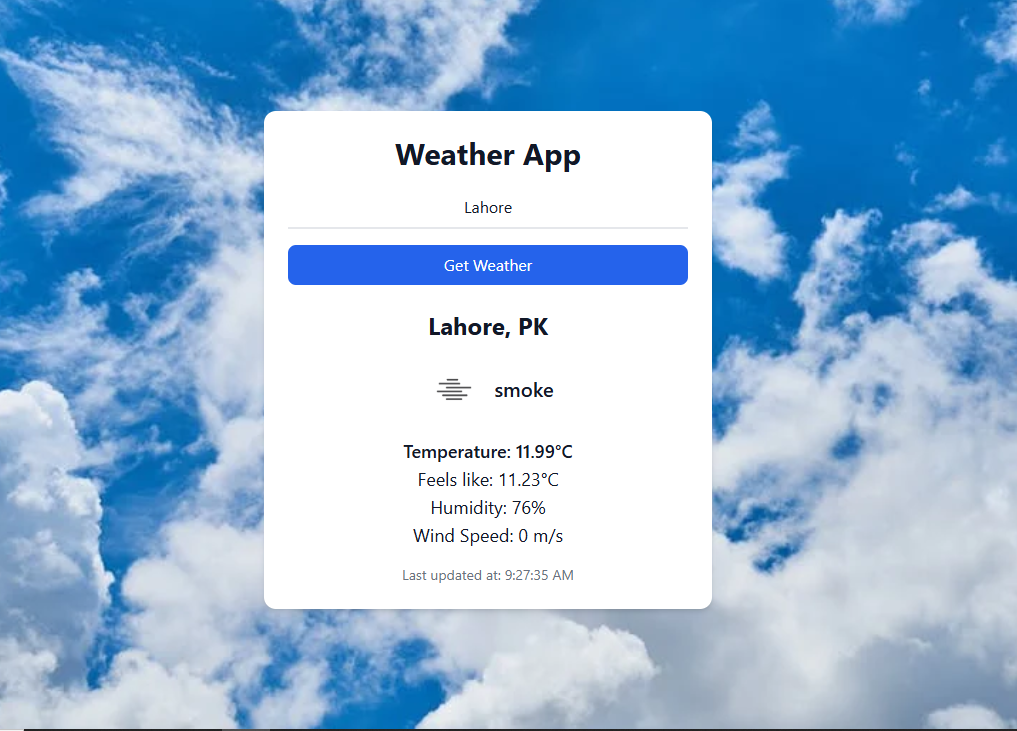 Weather App
Lahore
Get Weather
Lahore, PK
smoke
Temperature: 11.99°C
Feels like: 11.23°C
Humidity: 76%
Wind Speed: 0 m/s
Last updated at: 9:27:35 AM